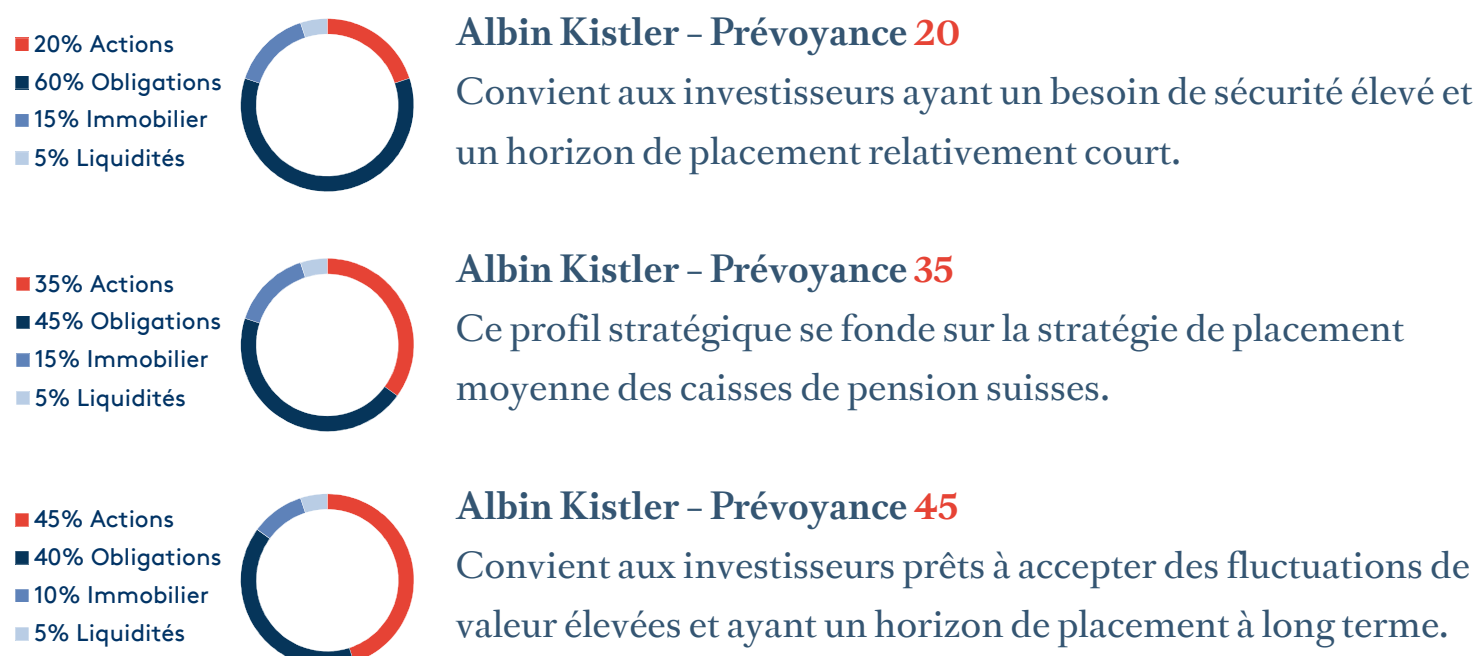 20% Actions
60% Obligations
15% Immobilier
5% Liquidités
Albin Kistler – Prévoyance 20
Convient aux investisseurs ayant un besoin de sécurité élevé et
un horizon de placement relativement court.
35% Actions
45% Obligations
15% Immobilier
5% Liquidités
Albin Kistler – Prévoyance 35
Ce profil stratégique se fonde sur la stratégie de placement
moyenne des caisses de pension suisses.
45% Actions
40% Obligations
10% Immobilier
5% Liquidités
Albin Kistler – Prévoyance 45
Convient aux investisseurs prêts à accepter des fluctuations de
valeur élevées et ayant un horizon de placement à long terme.